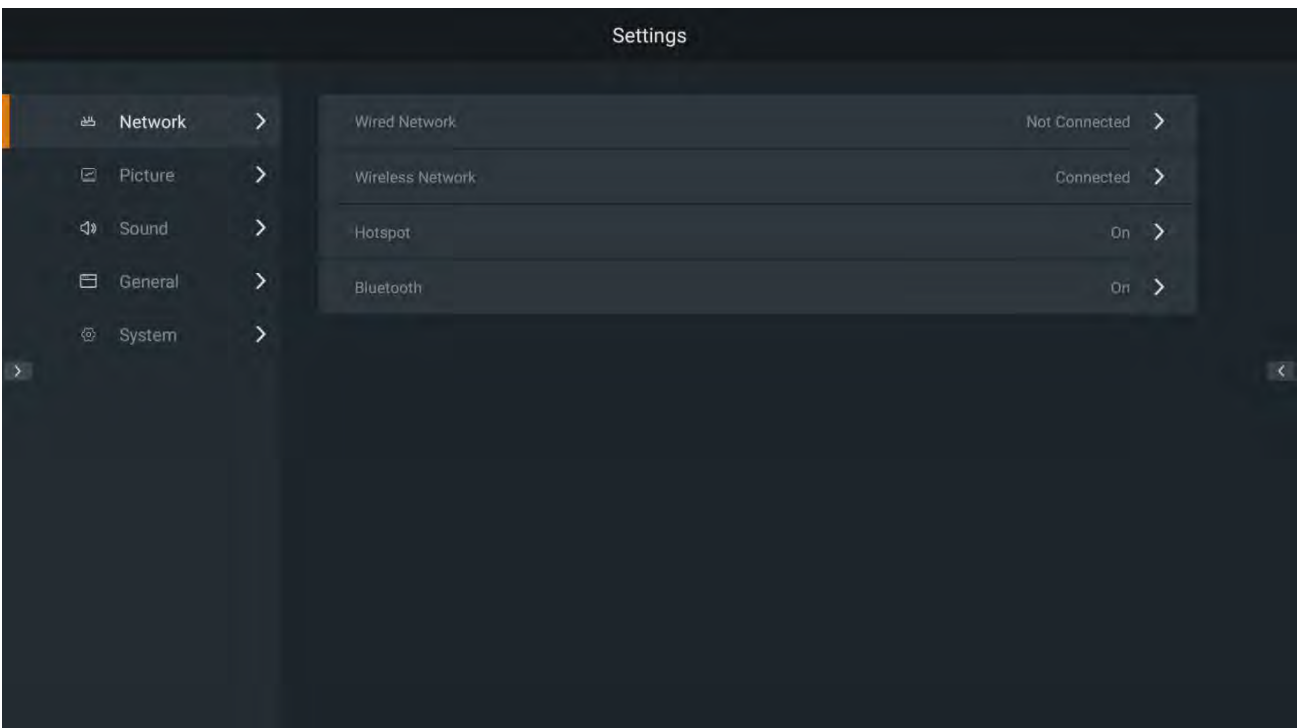 Settings
Network
Picture
Sound
General
System
Wired Network Not Connected
Wireless Network Connected
Hotspot On
Bluetooth On